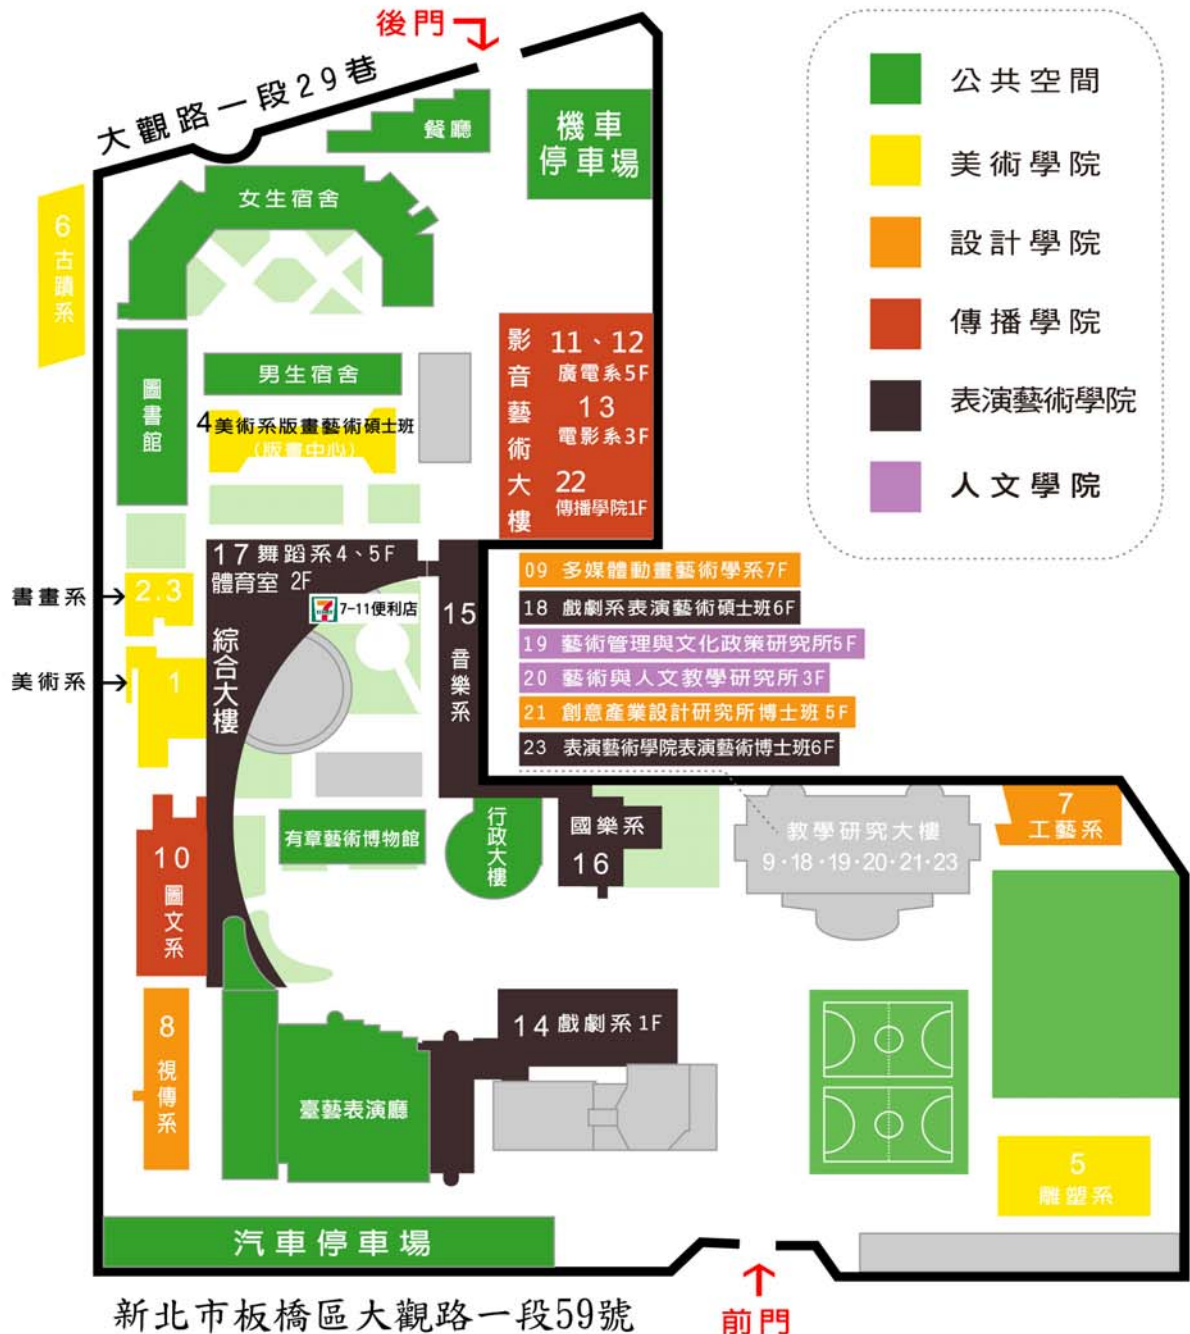 後門
大觀路一段29巷
餐廳
機車
停車場
女生宿舍
6
古蹟系
圖書館
男生宿舍
4美術系版畫藝術碩士班
(版畫中心)
影音藝術大樓
11、12
廣電系5F
13
電影系3F
22
傳播學院1F
公共空間
美術學院
設計學院
傳播學院
表演藝術學院
人文學院
17舞蹈系4、5F
體育室 2F
7-11便利店
綜合大樓
15
音樂系
書畫系
2.3
美術系
1
09 多媒體動畫藝術學系7F
18 戲劇系表演藝術碩士班6F
19 藝術管理與文化政策研究所5F
20 藝術與人文教學研究所3F
21 創意產業設計研究所博士班 5F
23 表演藝術學院表演藝術博士班6F
10
圖文系
有章藝術博物館
行政大樓
國樂系
16
教學研究大樓
9·18·19·20·21·23
7
工藝系
8
視傳系
臺藝表演廳
14 戲劇系1F
5
雕塑系
汽車停車場
新北市板橋區大觀路一段59號
前門